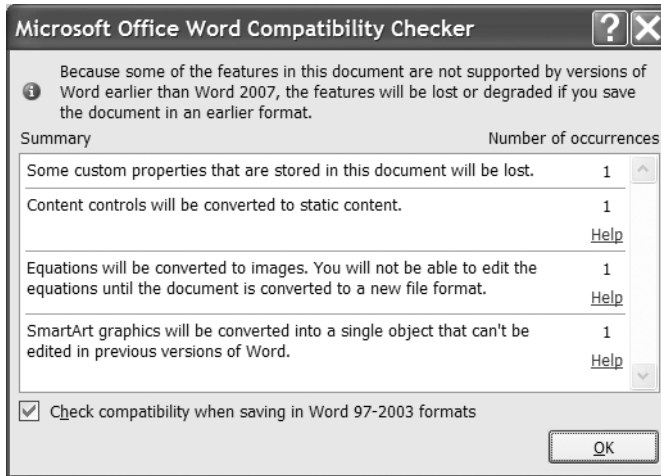 Microsoft Office Word Compatibility Checker
Because some of the features in this document are not supported by versions of
Word earlier than Word 2007, the features will be lost or degraded if you save
the document in an earlier format.
Summary Number of occurrences
Some custom properties that are stored in this document will be lost. 1
Content controls will be converted to static content. 1
Help
Equations will be converted to images. You will not be able to edit the 1
equations until the document is converted to a new file format.
Help
SmartArt graphics will be converted into a single object that can't be 1
edited in previous versions of Word.
Help
Check compatibility when saving in Word 97-2003 formats
OK